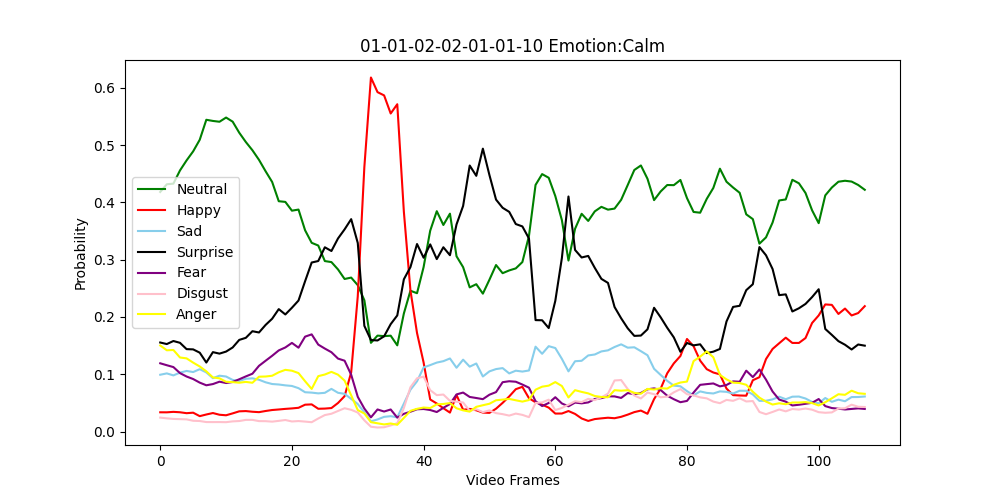 01-01-02-02-01-01-10 Emotion:Calm
Probability
0.6
0.5
0.4
0.3
0.2
0.1
0.0
Neutral
Happy
Sad
Surprise
Fear
Disgust
Anger
0 20 40 60 80 100
Video Frames